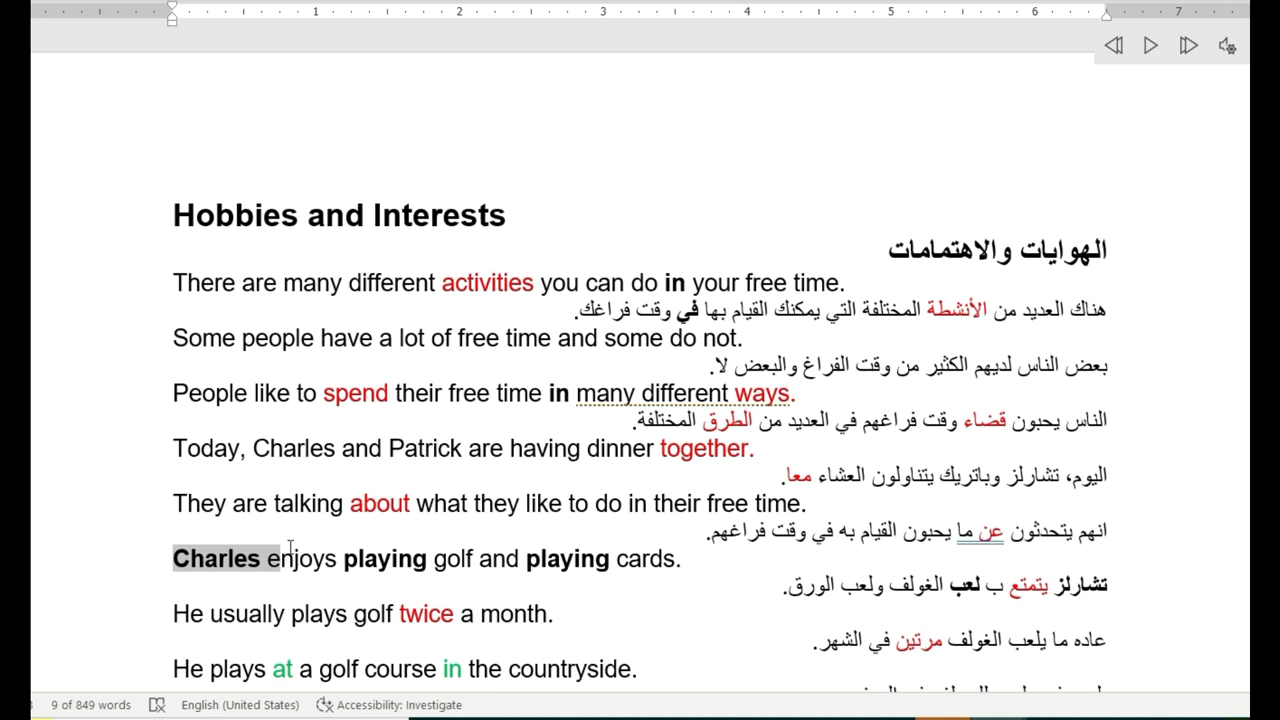 1 2 3 4 5 6 7
Hobbies and Interests
الهوايات والاهتمامات
There are many different activities you can do in your free time.
هناك العديد من الأنشطة المختلفة التي يمكنك القيام بها في وقت فراغك.
Some people have a lot of free time and some do not.
بعض الناس لديهم الكثير من وقت الفراغ والبعض لا.
People like to spend their free time in many different ways.
الناس يحبون قضاء وقت فراغهم في العديد من الطرق المختلفة.
Today, Charles and Patrick are having dinner together.
اليوم، تشارلز وباتريك يتناولون العشاء معا.
They are talking about what they like to do in their free time.
انهم يتحدثون عن ما يحبون القيام به في وقت فراغهم.
Charles enjoys playing golf and playing cards.
تشارلز يتمتع ب لعب الغولف ولعب الورق.
He usually plays golf twice a month.
عاده ما يلعب الغولف مرتين في الشهر.
He plays at a golf course in the countryside.
9 of 849 words English (United States) Accessibility: Investigate